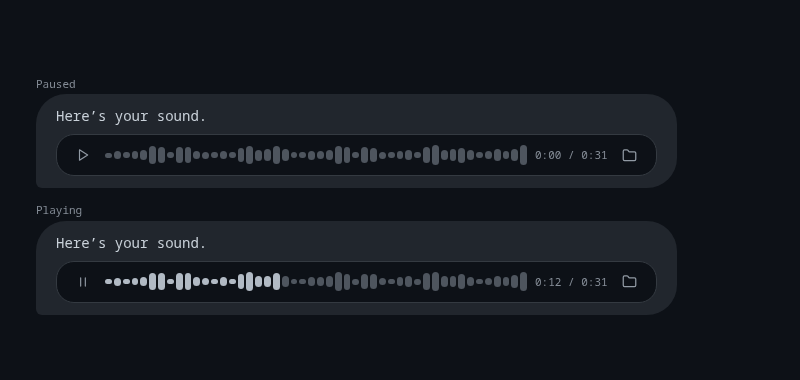 Paused
Here’s your sound.
0:00 / 0:31
Playing
Here’s your sound.
0:12 / 0:31